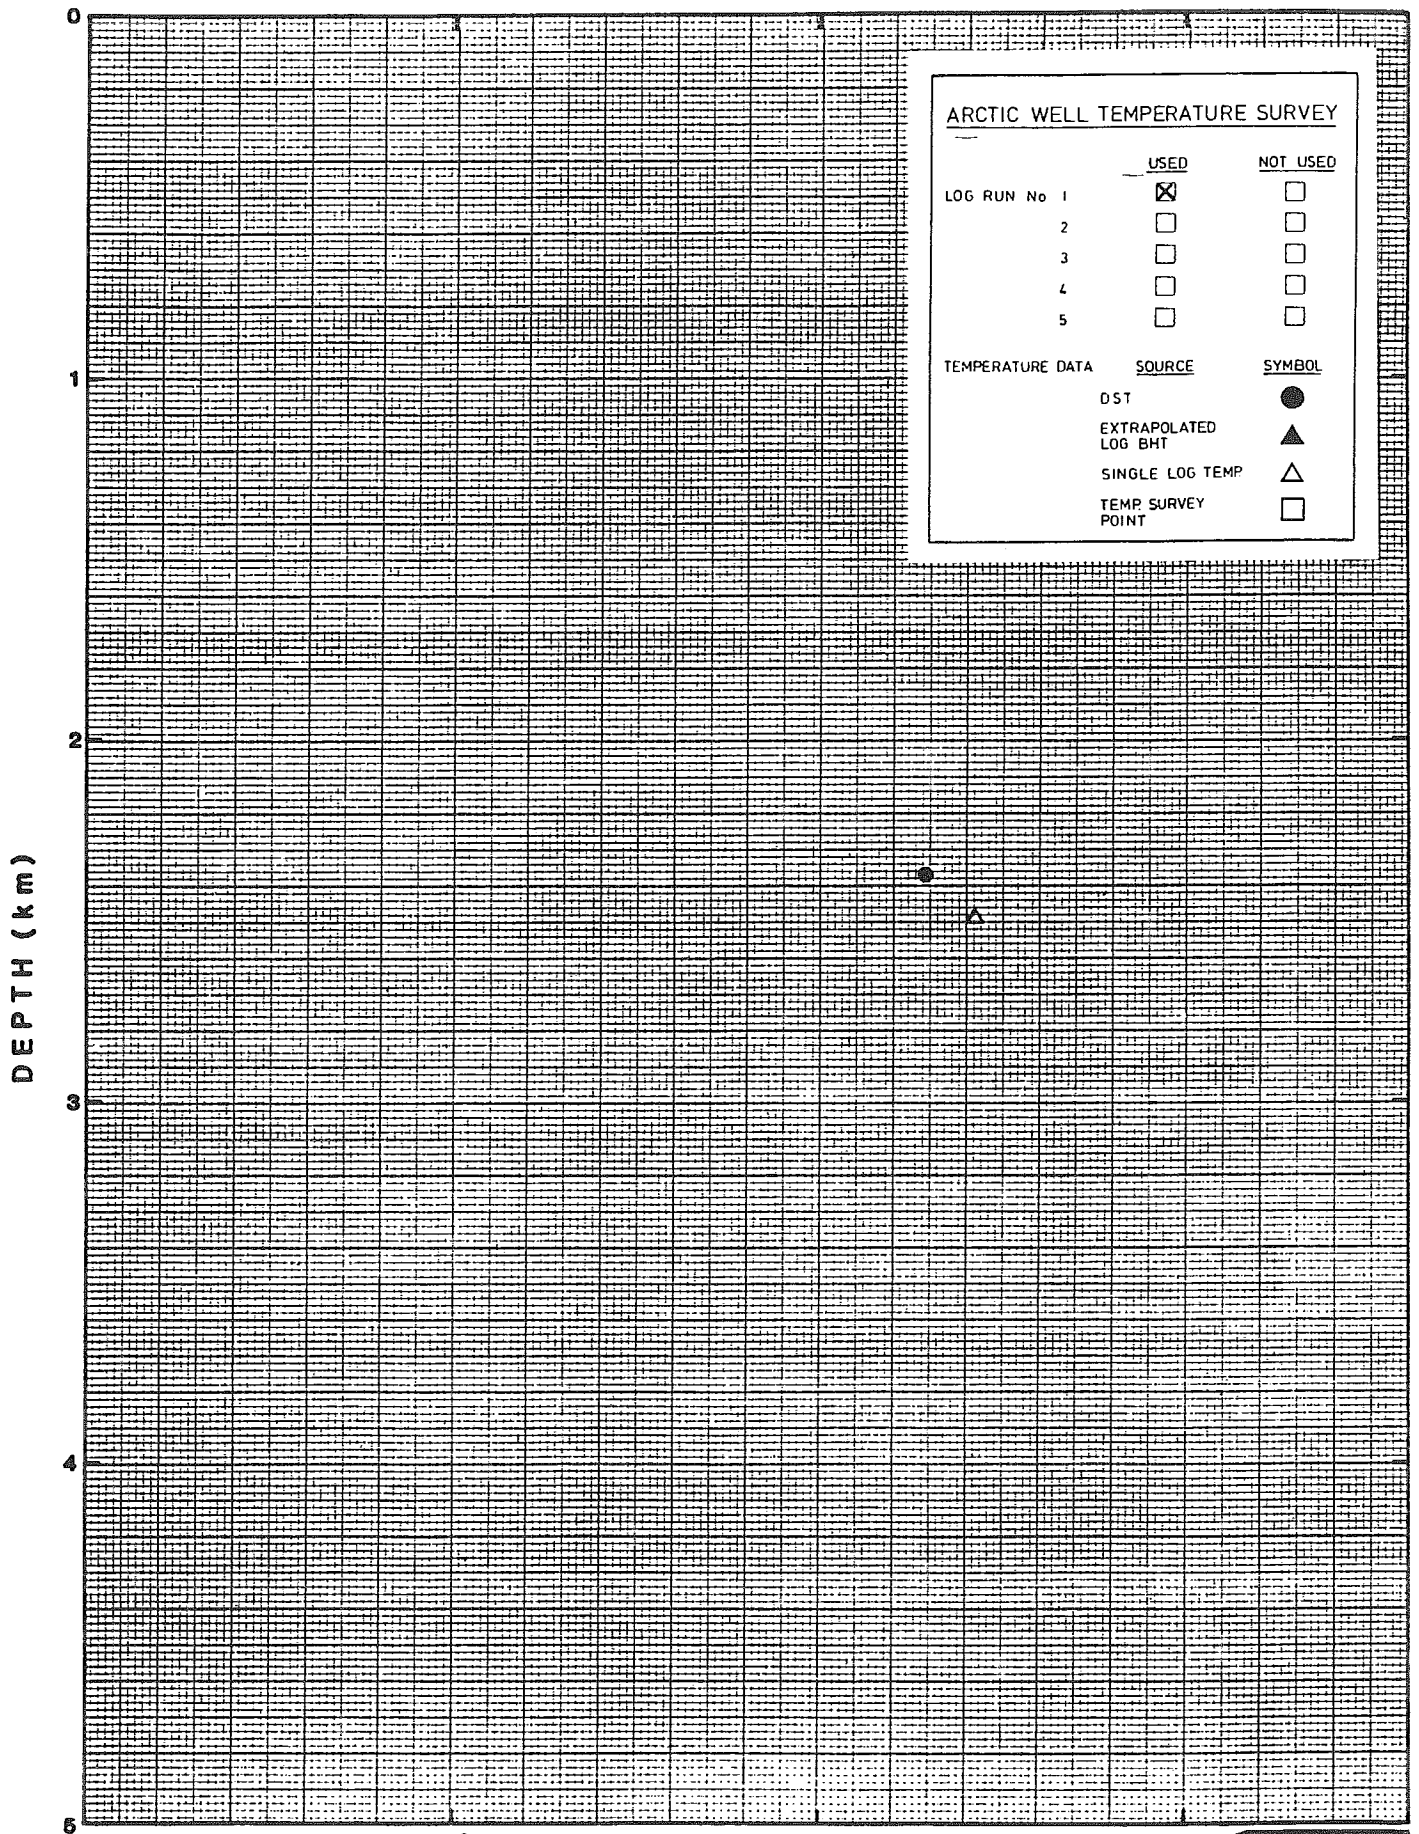 0
ARCTIC WELL TEMPERATURE SURVEY
USED NOT USED
LOG RUN No 1
2
3
4
5
TEMPERATURE DATA SOURCE SYMBOL
DST
EXTRAPOLATED
LOG BHT
SINGLE LOG TEMP.
TEMP. SURVEY
POINT
1
2
DEPTH (km)
3
4
5